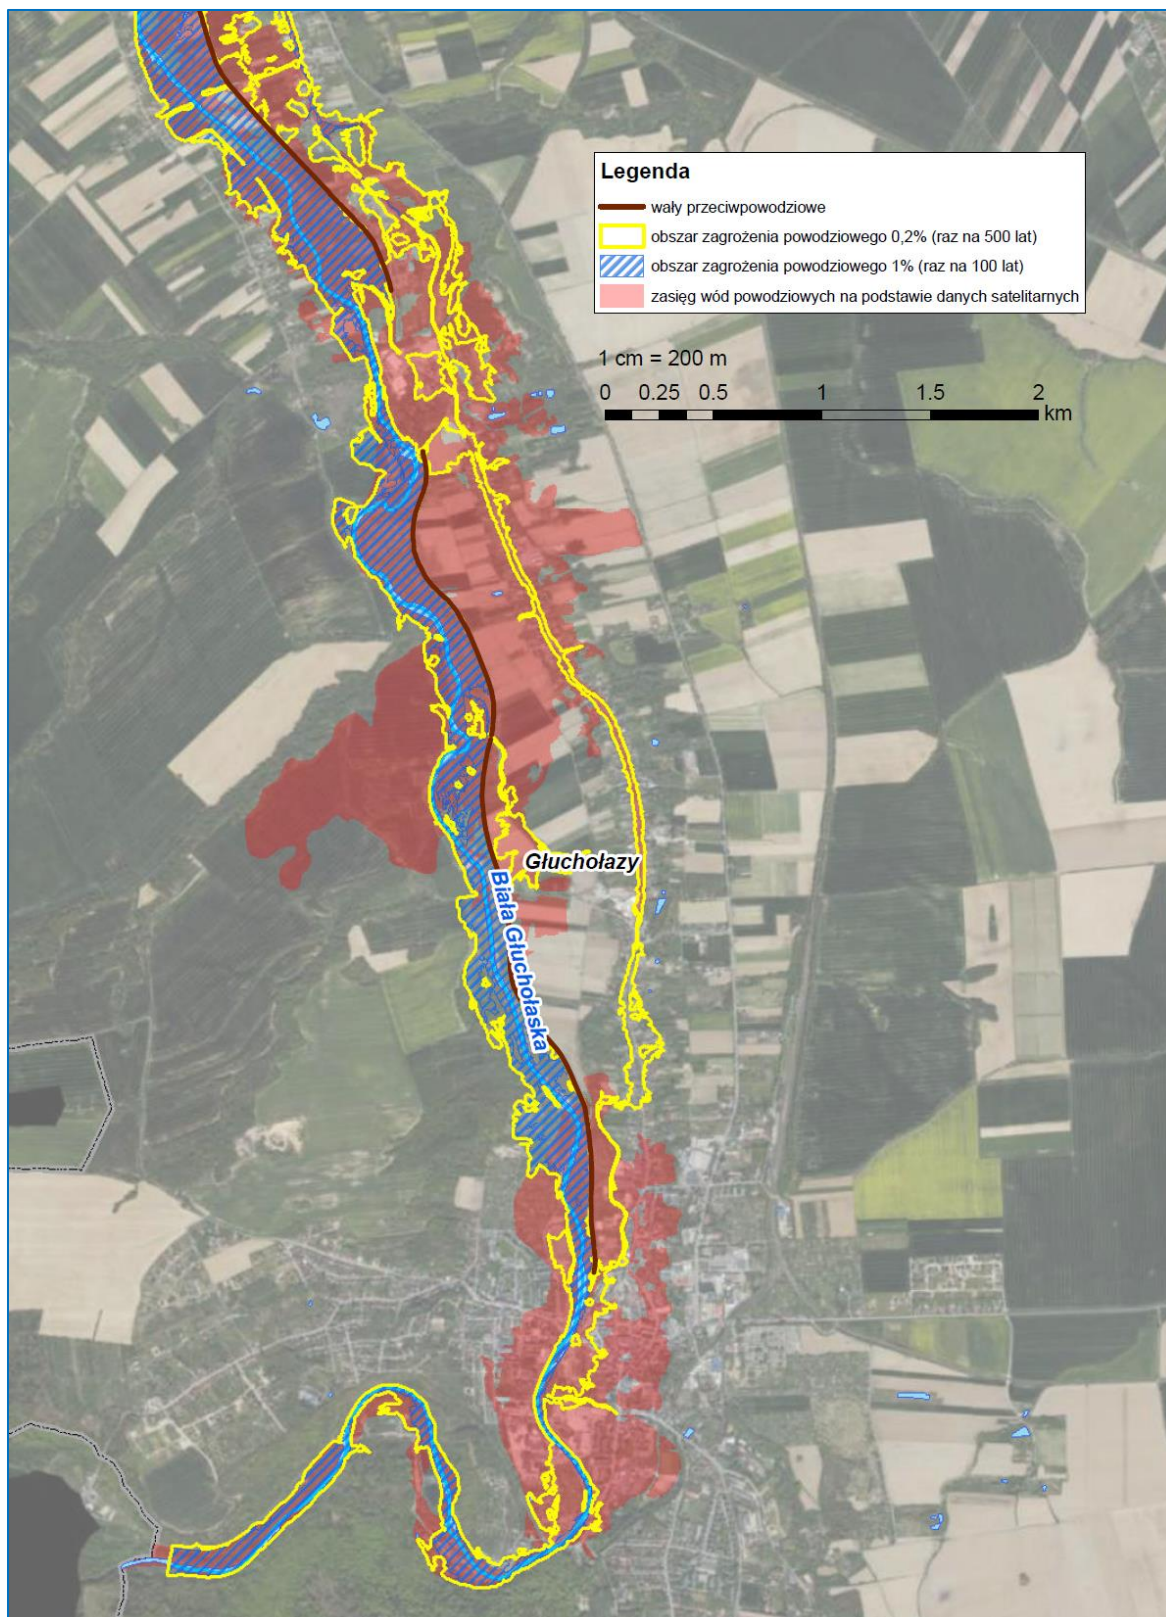 Legenda
wały przeciwpowodziowe
obszar zagrożenia powodziowego 0,2% (raz na 500 lat)
obszar zagrożenia powodziowego 1% (raz na 100 lat)
zasięg wód powodziowych na podstawie danych satelitarnych
1 cm = 200 m
0 0.25 0.5 1 1.5 2
km
Głuchołazy
Biała Głuchołaska